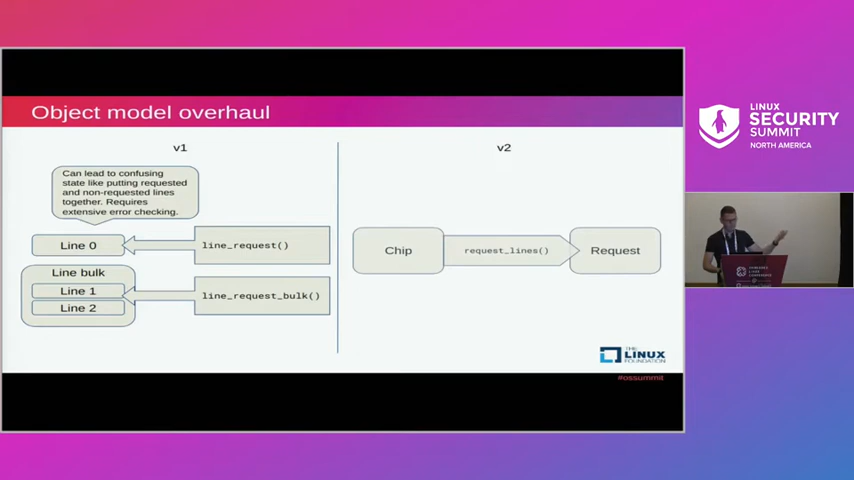 Object model overhaul
v1
Can lead to confusing
state like putting requested
and non-requested lines
together. Requires
extensive error checking.
Line 0
line_request()
Line bulk
Line 1
Line 2
line_request_bulk()
v2
Chip
request_lines()
Request
THE
LINUX
FOUNDATION
#ossummit
LINUX
SECURITY
SUMMIT
NORTH AMERICA